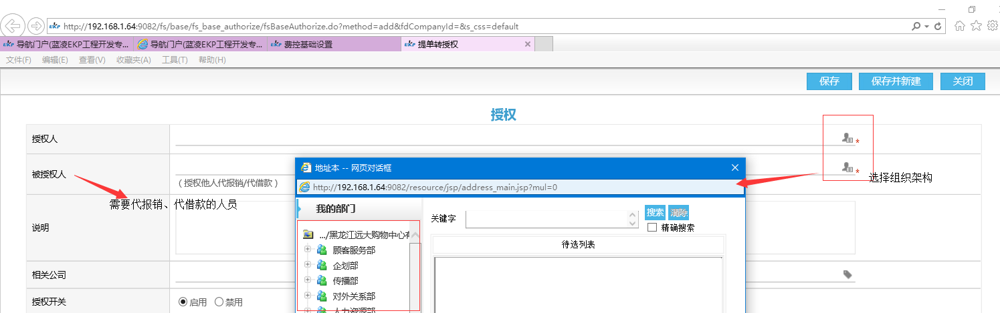 http://192.168.1.64:9082/fs/base/fs_base_authorize/fsBaseAuthorize.do?method=add&fdCompanyId=&s_css=default
导航门户(蓝凌EKP工程开发专... 导航门户(蓝凌EKP工程开发专... 费控基础设置 提单转授权
文件(F) 编辑(E) 查看(V) 收藏夹(A) 工具(T) 帮助(H)
保存 保存并新建 关闭
授权
授权人 *
被授权人 *
(授权他人代报销/代借款)
选择组织架构
需要代报销、代借款的人员
地址本 -- 网页对话框
http://192.168.1.64:9082/resource/jsp/address_main.jsp?mul=0
我的部门
关键字 搜索 清除
精确搜索
.../黑龙江远大购物中心有
待选列表
顾客服务部
企划部
传播部
对外关系部
人力资源部
说明
相关公司
授权开关 启用 禁用